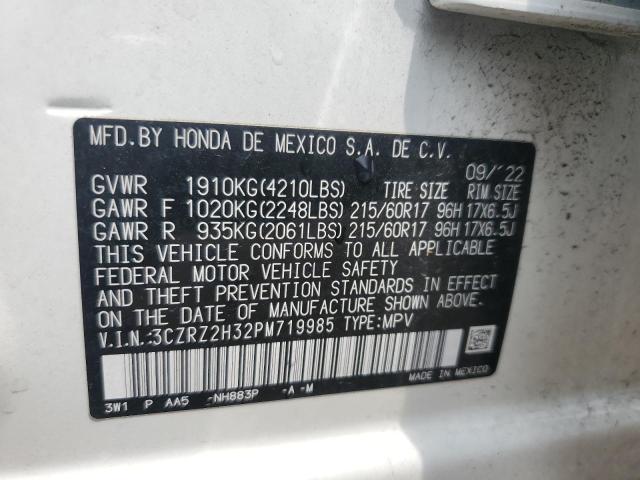 MFD.BY HONDA DE MEXICO S.A. DE C.V.
09/'22
GVWR 1910KG(4210LBS) TIRE SIZE RIM SIZE
GAWR F 1020KG(2248LBS) 215/60R17 96H 17X6.5J
GAWR R 935KG(2061LBS) 215/60R17 96H 17X6.5J
THIS VEHICLE CONFORMS TO ALL APPLICABLE
FEDERAL MOTOR VEHICLE SAFETY
AND THEFT PREVENTION STANDARDS IN EFFECT
ON THE DATE OF MANUFACTURE SHOWN ABOVE.
V.I.N.:3CZRZ2H32PM719985 TYPE:MPV
MADE IN MEXICO
3W1 P AA5 -NH883P -A -M